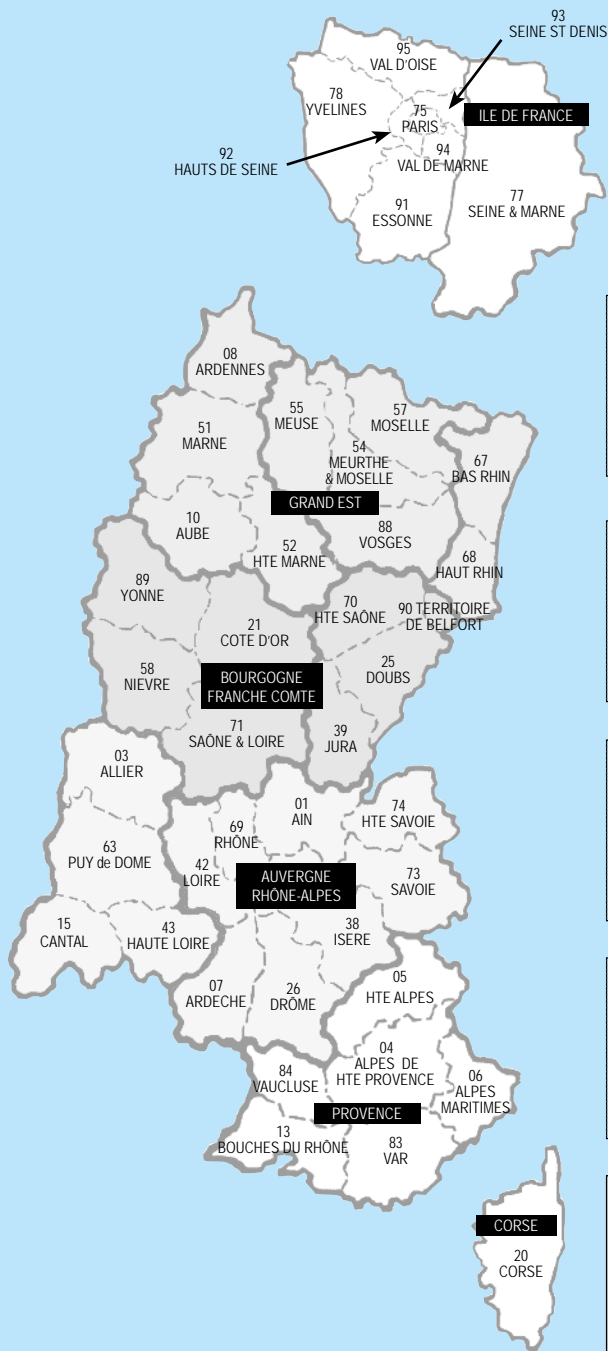 93
SEINE ST DENIS
95
VAL D'OISE
78
YVELINES
75
PARIS
ILE DE FRANCE
92
HAUTS DE SEINE
94
VAL DE MARNE
77
SEINE & MARNE
91
ESSONNE
08
ARDENNES
55
MEUSE
57
MOSELLE
51
MARNE
54
MEURTHE
& MOSELLE
67
BAS RHIN
GRAND EST
10
AUBE
88
VOSGES
52
HTE MARNE
68
HAUT RHIN
89
YONNE
70
HTE SAÔNE
90 TERRITOIRE
DE BELFORT
21
COTE D'OR
58
NIEVRE
25
DOUBS
BOURGOGNE
FRANCHE COMTE
71
SAÔNE & LOIRE
39
JURA
03
ALLIER
01
AIN
74
HTE SAVOIE
69
RHÔNE
63
PUY de DOME
42
LOIRE
AUVERGNE
RHÔNE-ALPES
73
SAVOIE
15
CANTAL
43
HAUTE LOIRE
38
ISERE
05
HTE ALPES
07
ARDECHE
26
DRÔME
04
ALPES DE
HTE PROVENCE
84
VAUCLUSE
06
ALPES
MARITIMES
PROVENCE
13
BOUCHES DU RHÔNE
83
VAR
CORSE
20
CORSE